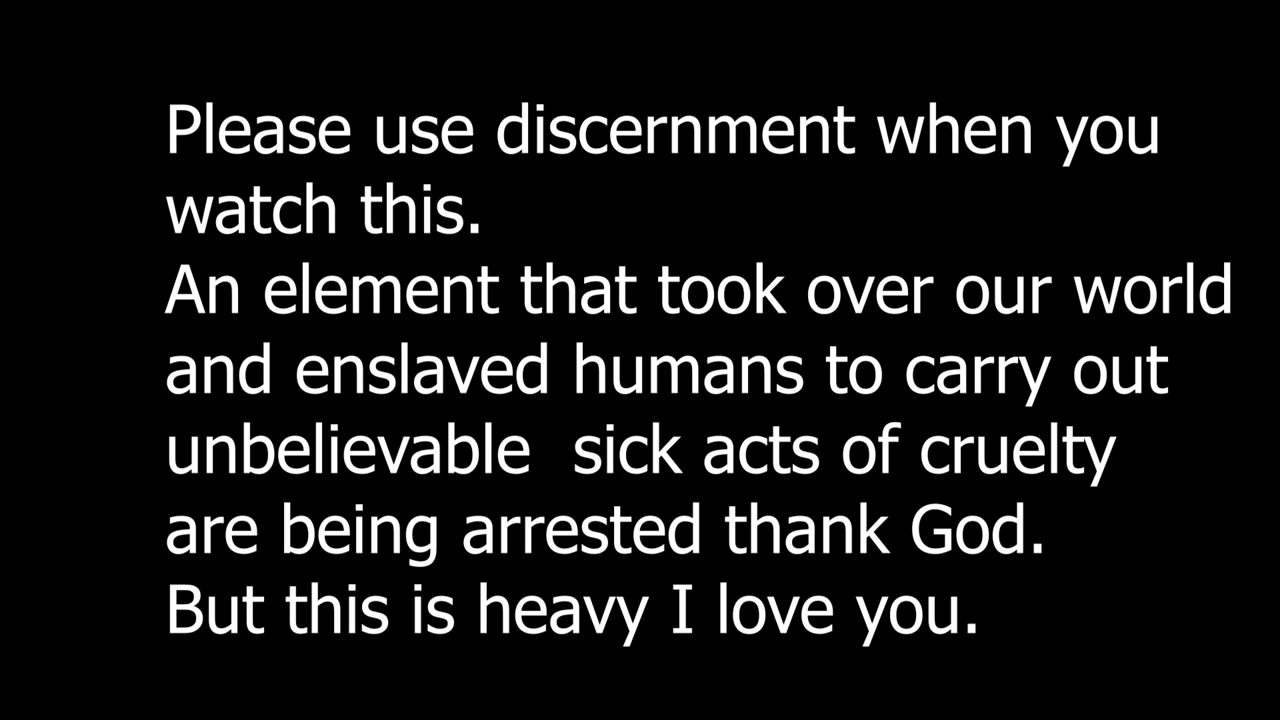 Please use discernment when you
watch this.
An element that took over our world
and enslaved humans to carry out
unbelievable  sick acts of cruelty
are being arrested thank God.
But this is heavy I love you.